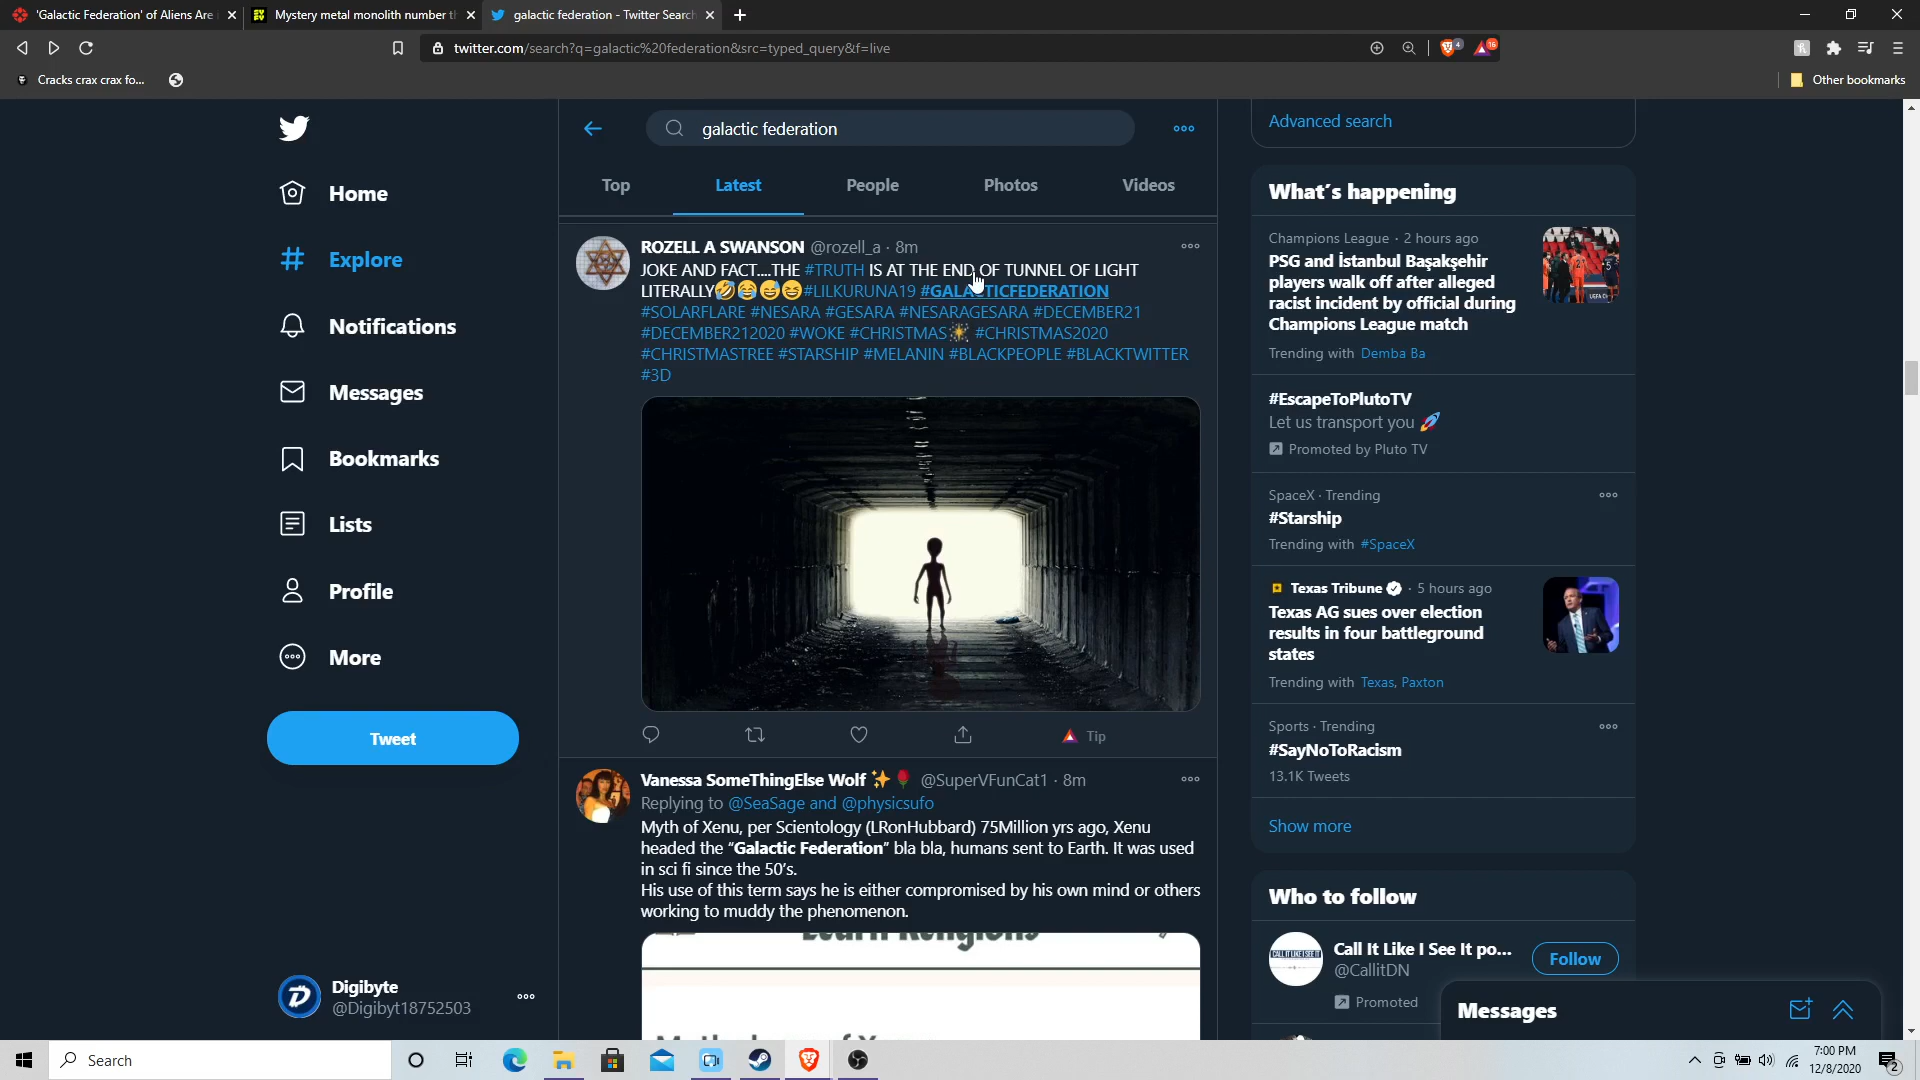 'Galactic Federation' of Aliens Are
Mystery metal monolith number th
galactic federation - Twitter Search
twitter.com/search?q=galactic%20federation&src=typed_query&f=live
4
16
Cracks crax crax fo...
Other bookmarks
Home
Explore
Notifications
Messages
Bookmarks
Lists
Profile
More
Tweet
Digibyte
@Digibyt18752503
galactic federation
Top
Latest
People
Photos
Videos
ROZELL A SWANSON @rozell_a · 8m
JOKE AND FACT....THE #TRUTH IS AT THE END OF TUNNEL OF LIGHT
LITERALLY🤣😂😅😆#LILKURUNA19 #GALACTICFEDERATION
#SOLARFLARE #NESARA #GESARA #NESARAGESARA #DECEMBER21
#DECEMBER212020 #WOKE #CHRISTMAS🎇 #CHRISTMAS2020
#CHRISTMASTREE #STARSHIP #MELANIN #BLACKPEOPLE #BLACKTWITTER
#3D
Tip
Vanessa SomeThingElse Wolf ✨🌹 @SuperVFunCat1 · 8m
Replying to @SeaSage and @physicsufo
Myth of Xenu, per Scientology (LRonHubbard) 75Million yrs ago, Xenu
headed the “Galactic Federation” bla bla, humans sent to Earth. It was used
in sci fi since the 50’s.
His use of this term says he is either compromised by his own mind or others
working to muddy the phenomenon.
Learn Religions
Advanced search
What’s happening
Champions League · 2 hours ago
PSG and İstanbul Başakşehir
players walk off after alleged
racist incident by official during
Champions League match
Trending with Demba Ba
#EscapeToPlutoTV
Let us transport you 🚀
Promoted by Pluto TV
SpaceX · Trending
#Starship
Trending with #SpaceX
Texas Tribune · 5 hours ago
Texas AG sues over election
results in four battleground
states
Trending with Texas, Paxton
Sports · Trending
#SayNoToRacism
13.1K Tweets
Show more
Who to follow
CALL IT LIKE I SEE IT
Call It Like I See It po...
@CallitDN
Follow
Promoted
Messages
Search
7:00 PM
12/8/2020
2